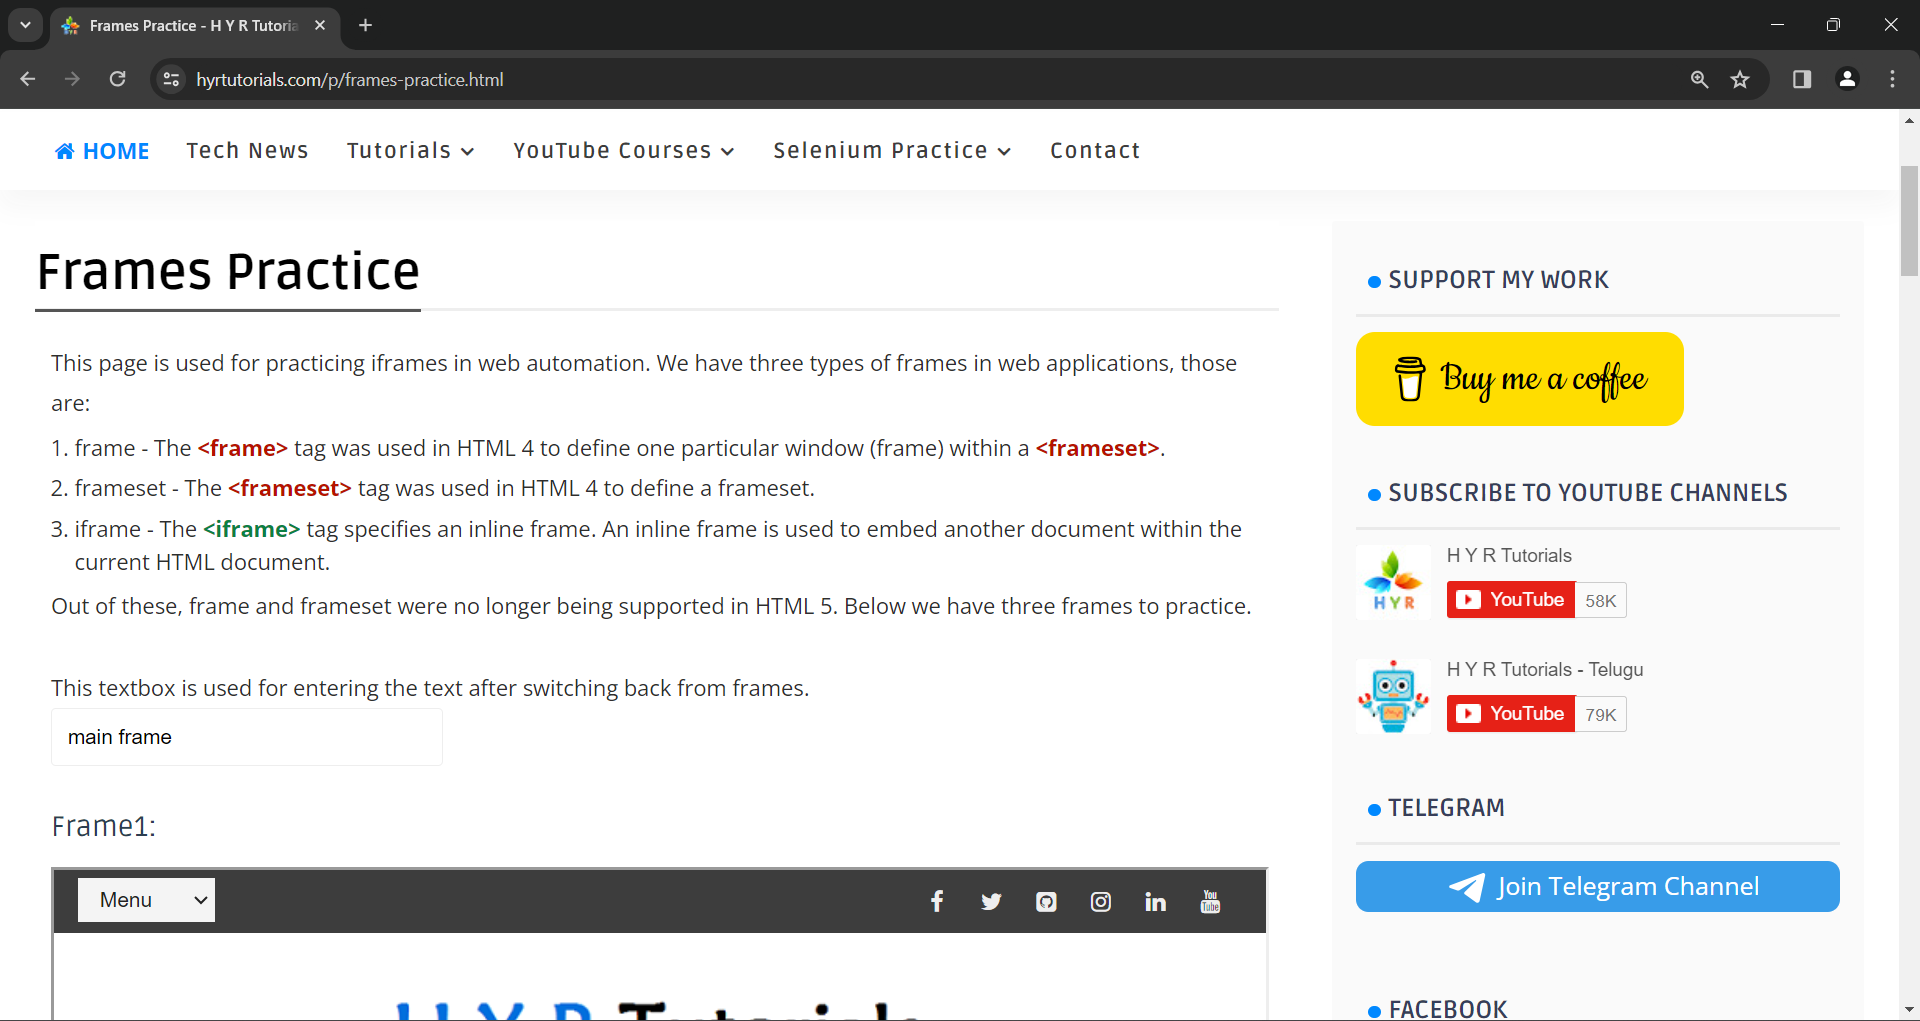 Frames Practice - H Y R Tutoria
hyrtutorials.com/p/frames-practice.html
HOME Tech News Tutorials YouTube Courses Selenium Practice Contact
Frames Practice
This page is used for practicing iframes in web automation. We have three types of frames in web applications, those
are:
1. frame - The <frame> tag was used in HTML 4 to define one particular window (frame) within a <frameset>.
2. frameset - The <frameset> tag was used in HTML 4 to define a frameset.
3. iframe - The <iframe> tag specifies an inline frame. An inline frame is used to embed another document within the
current HTML document.
Out of these, frame and frameset were no longer being supported in HTML 5. Below we have three frames to practice.
This textbox is used for entering the text after switching back from frames.
main frame
Frame1:
Menu
You
Tube
H Y R Tutorials
SUPPORT MY WORK
Buy me a coffee
SUBSCRIBE TO YOUTUBE CHANNELS
HYR
H Y R Tutorials
YouTube 58K
H Y R Tutorials - Telugu
YouTube 79K
TELEGRAM
Join Telegram Channel
FACEBOOK